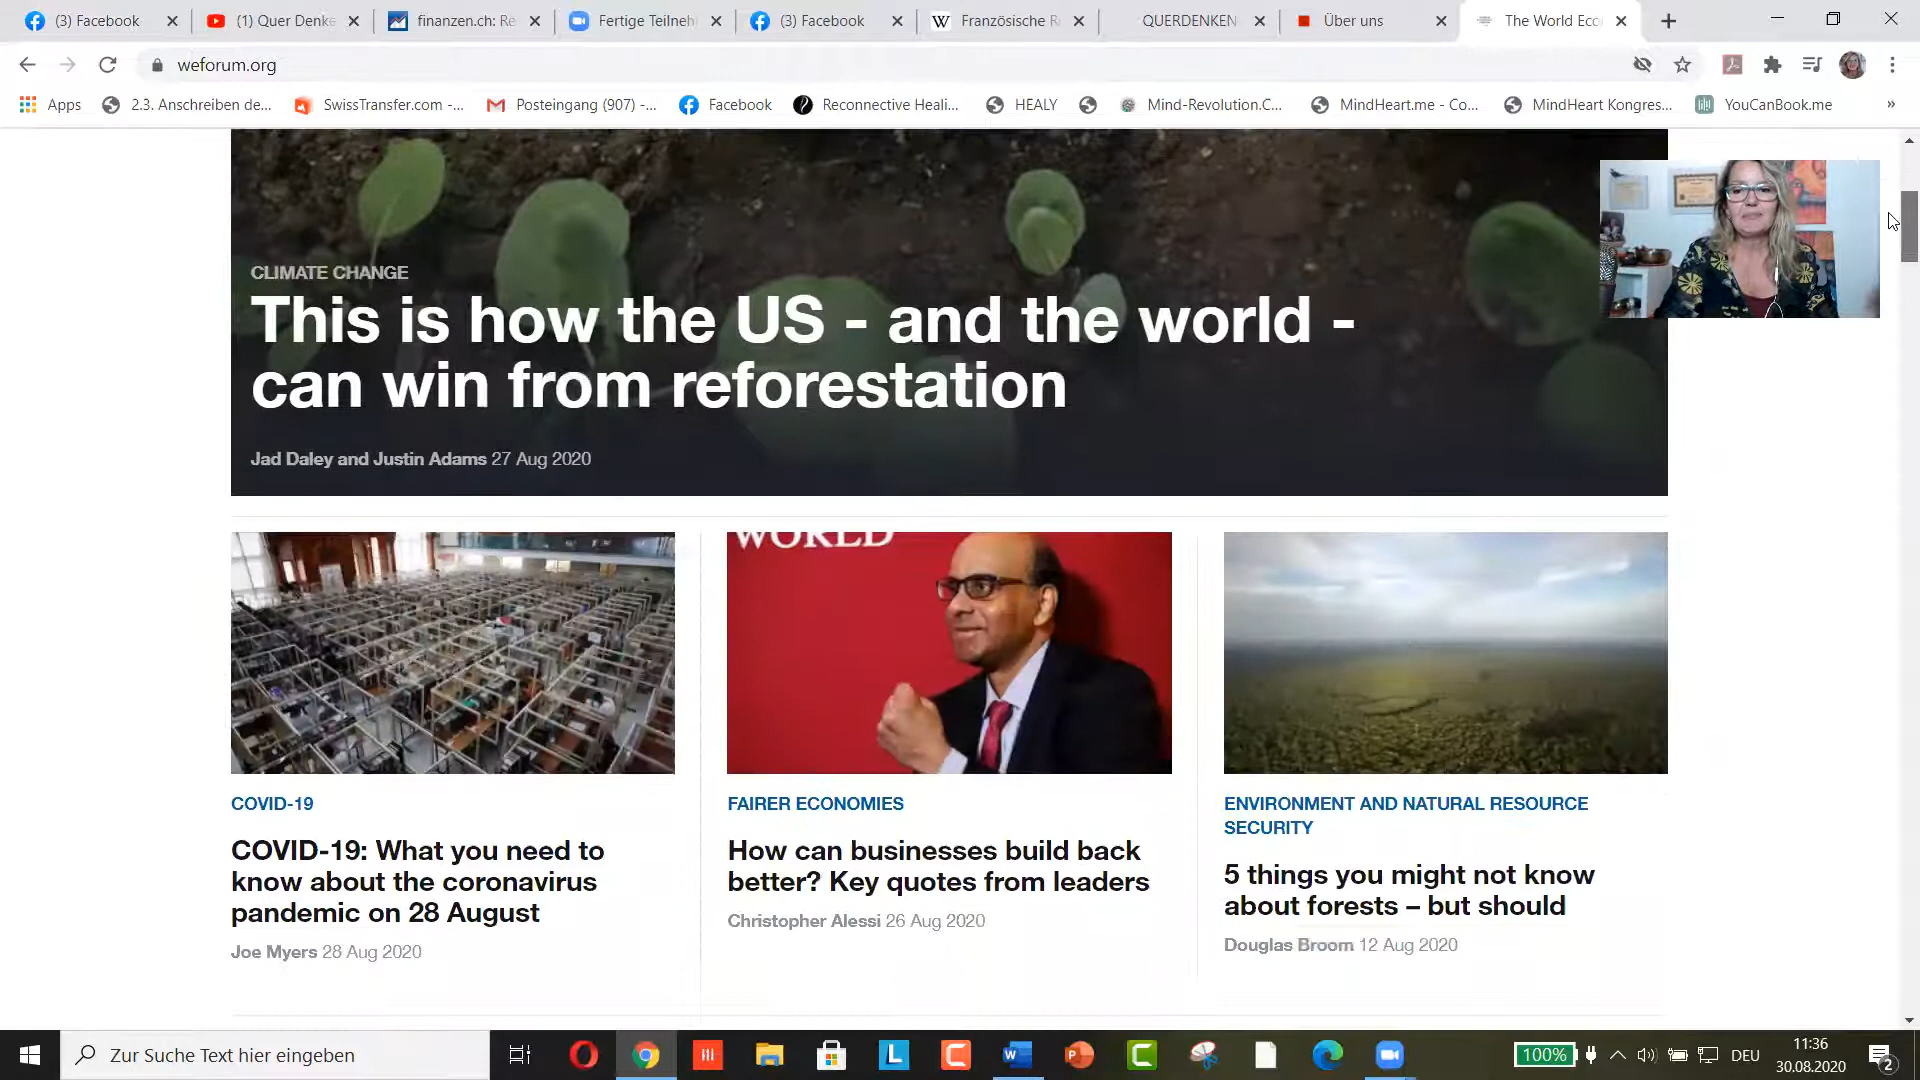 (3) Facebook
(1) Quer Denke
finanzen.ch: Re
Fertige Teilneh
(3) Facebook
W
Französische R
QUERDENKEN
Über uns
The World Eco
weforum.org
Apps
2.3. Anschreiben de...
SwissTransfer.com -...
Posteingang (907) -...
Facebook
Reconnective Heali...
HEALY
Mind-Revolution.C...
MindHeart.me - Co...
MindHeart Kongres...
YouCanBook.me
»
CLIMATE CHANGE
This is how the US - and the world -
can win from reforestation
Jad Daley and Justin Adams 27 Aug 2020
WORLD
COVID-19
COVID-19: What you need to
know about the coronavirus
pandemic on 28 August
Joe Myers 28 Aug 2020
FAIRER ECONOMIES
How can businesses build back
better? Key quotes from leaders
Christopher Alessi 26 Aug 2020
ENVIRONMENT AND NATURAL RESOURCE
SECURITY
5 things you might not know
about forests – but should
Douglas Broom 12 Aug 2020
Zur Suche Text hier eingeben
L
C
W
P
C
100%
DEU
11:36
30.08.2020
2